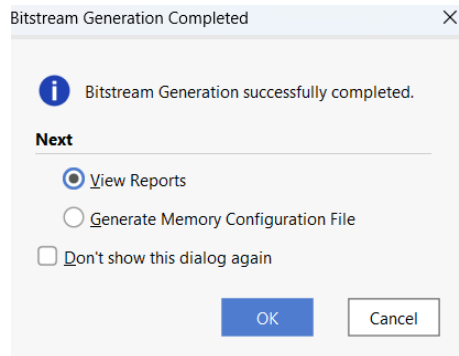 Bitstream Generation Completed
Bitstream Generation successfully completed.
Next
View Reports
Generate Memory Configuration File
Don't show this dialog again
OK
Cancel